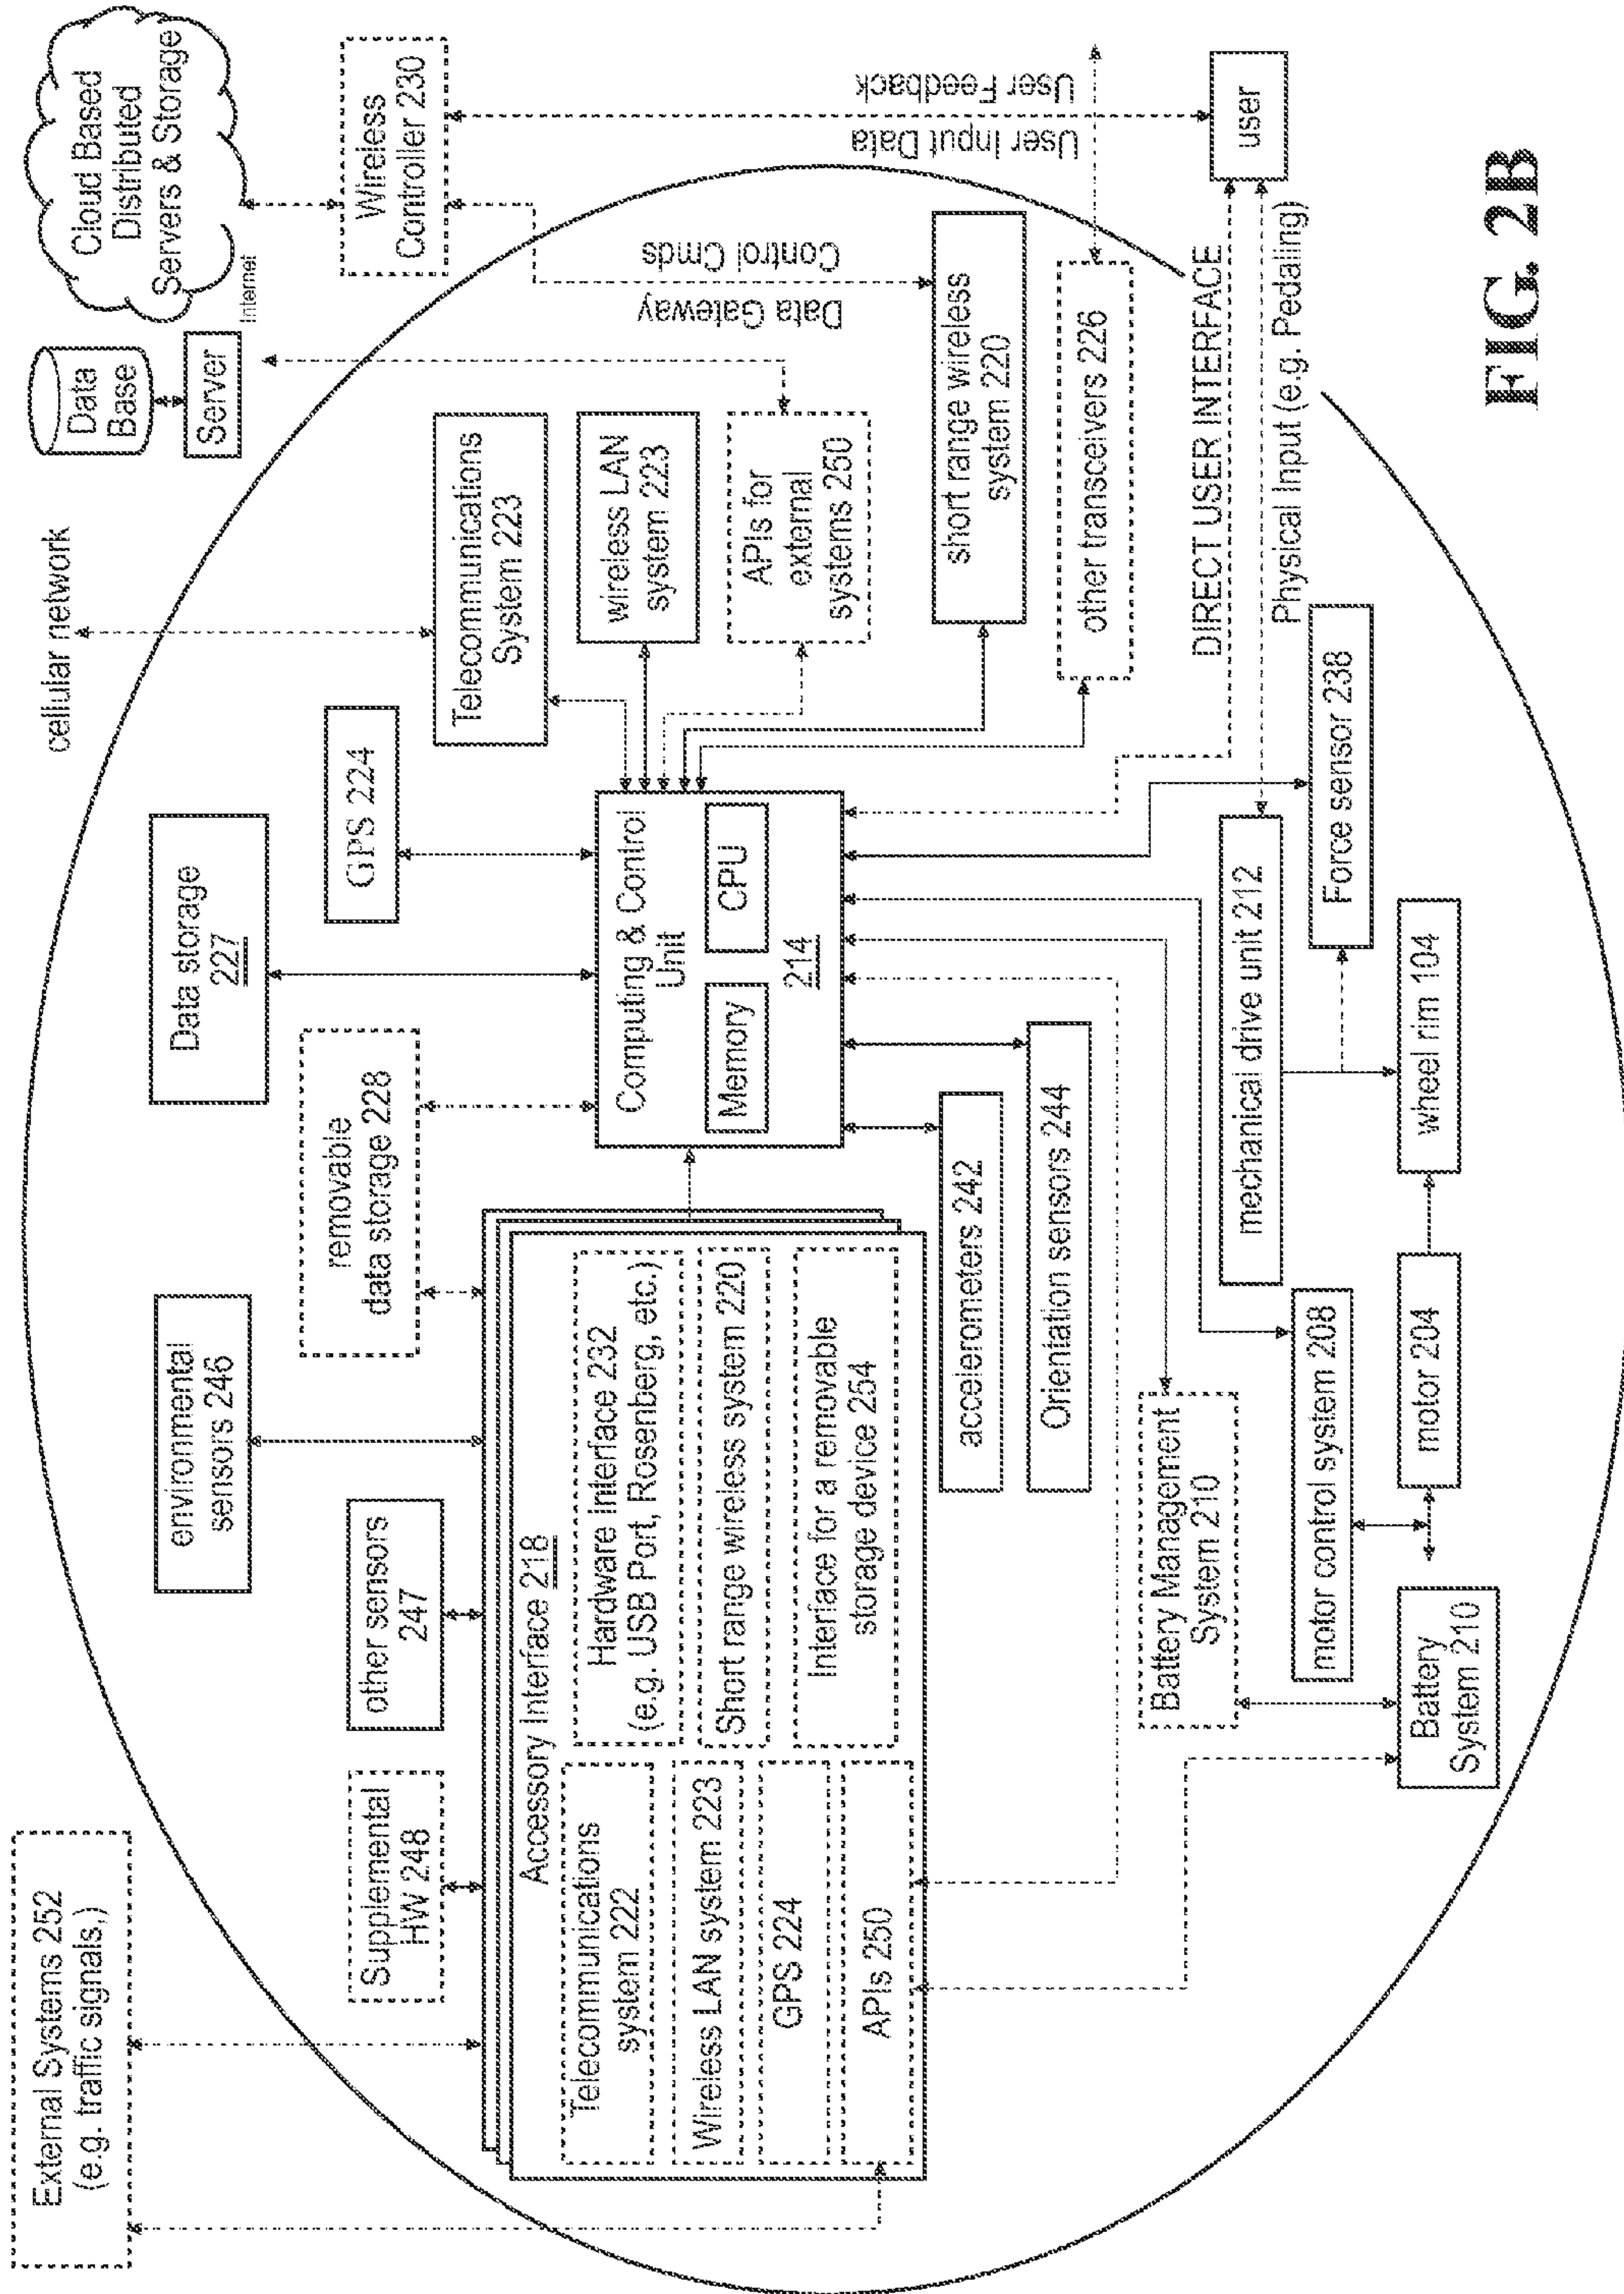 External Systems 252
(e.g. traffic signals,)
cellular network
Data
Base
Server
Cloud Based
Distributed
Servers & Storage
Internet
Wireless
Controller 230
Supplemental
HW 248
other sensors
247
environmental
sensors 246
removable
data storage 228
Data storage
227
GPS 224
Telecommunications
System 223
wireless LAN
system 223
APIs for
external
systems 250
Data Gateway
Control Cmds
short range wireless
system 220
other transceivers 226
User Input Data
User Feedback
Accessory Interface 218
Telecommunications
system 222
Wireless LAN system 223
GPS 224
APIs 250
Hardware interface 232
(e.g. USB Port, Rosenberg, etc.)
Short range wireless system 220
Interface for a removable
storage device 254
Computing & Control
Unit
Memory
CPU
214
accelerometers 242
Orientation sensors 244
DIRECT USER INTERFACE
Physical Input (e.g. Pedaling)
user
Battery Management
System 210
motor control system 208
mechanical drive unit 212
Force sensor 238
Battery
System 210
motor 204
wheel rim 104
FIG. 2B